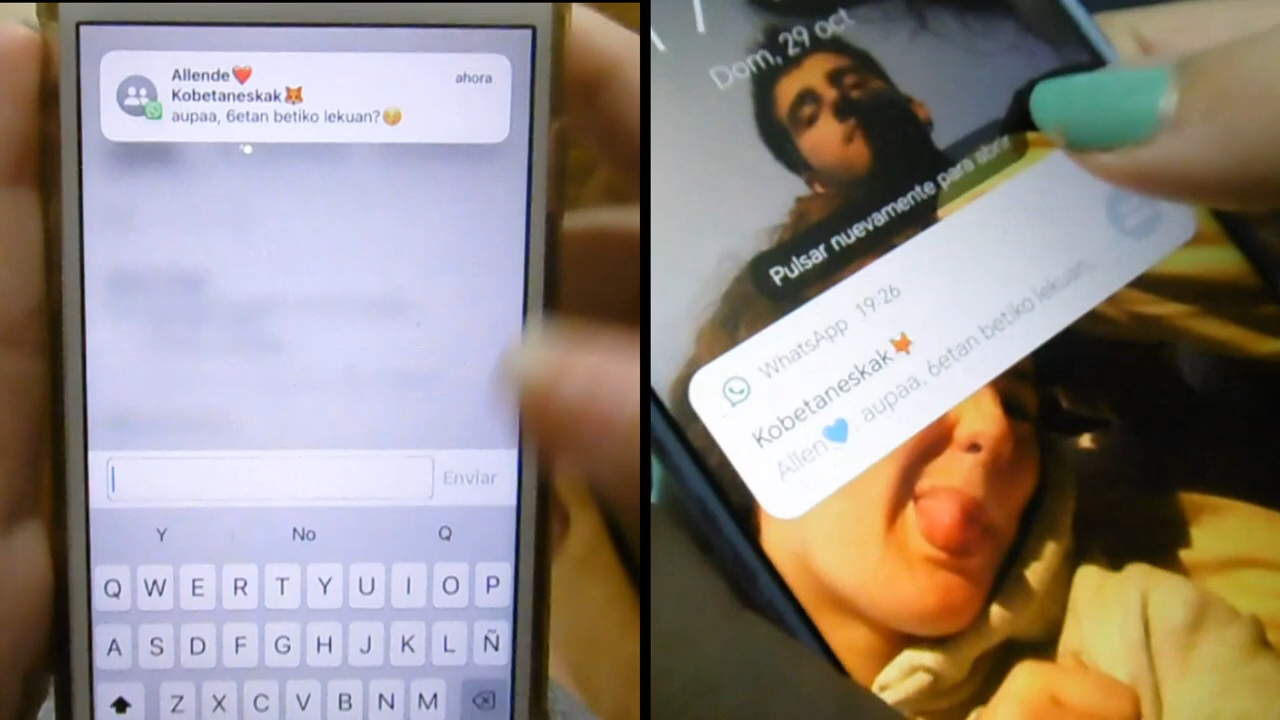 Allende❤️
ahora
Kobetaneskak🦊
aupaa, 6etan betiko lekuan?
Enviar
Y No Q
Q W E R T Y U I O P
A S D F G H J K L Ñ
Z X C V B N M
Dom, 29 oct
Pulsar nuevamente para abrir
WhatsApp 19:26
Kobetaneskak🦊
Allen💙 aupaa, 6etan betiko lekuan